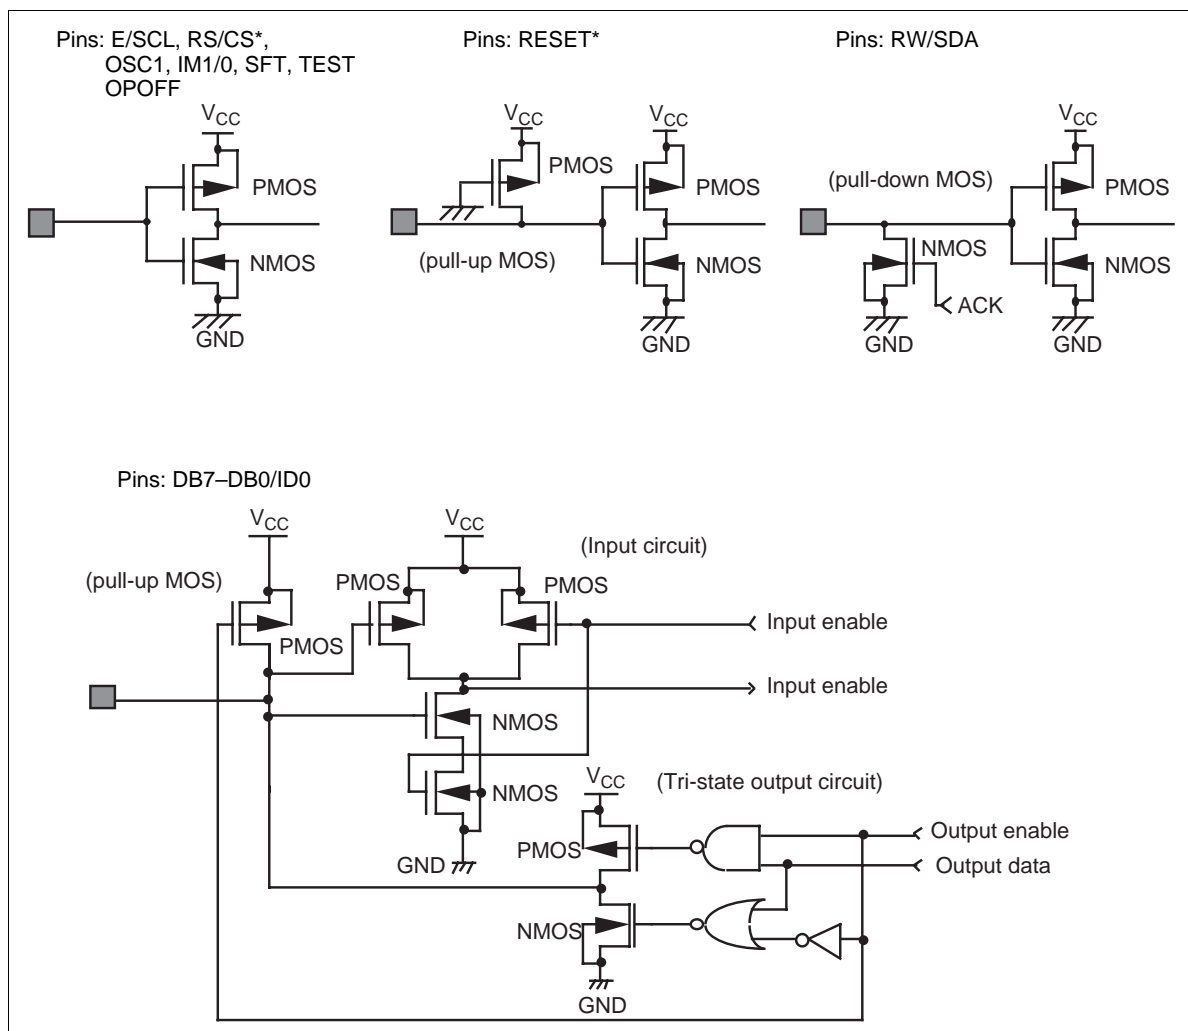 Pins: E/SCL, RS/CS*,
OSC1, IM1/0, SFT, TEST
OPOFF
VCC
PMOS
NMOS
GND
Pins: RESET*
VCC
PMOS
VCC
PMOS
(pull-up MOS)
NMOS
GND
Pins: RW/SDA
VCC
(pull-down MOS)
PMOS
NMOS
NMOS
ACK
GND
GND
Pins: DB7–DB0/ID0
VCC
VCC
(Input circuit)
(pull-up MOS)
PMOS
PMOS
PMOS
Input enable
Input enable
NMOS
NMOS
GND
VCC
(Tri-state output circuit)
PMOS
Output enable
Output data
NMOS
GND